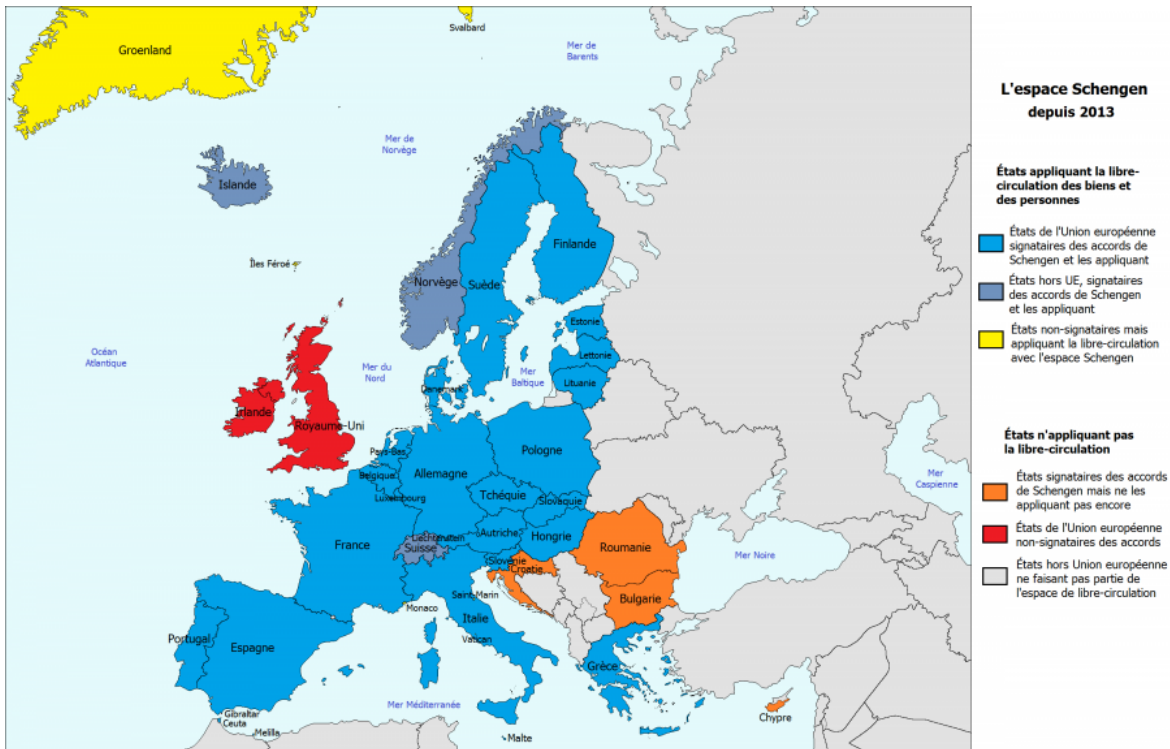 Groenland
Svalbard
Mer de
Barents
Mer de
Norvège
Islande
Îles Féroé
Finlande
Norvège
Suède
Océan
Atlantique
Mer du
Nord
Mer
Baltique
Estonie
Lettonie
Lituanie
Danemark
Irlande
Royaume-Uni
Pays-Bas
Belgique
Luxembourg
Allemagne
Pologne
Tchéquie
Slovaquie
Autriche
Hongrie
Liechtenstein
Suisse
France
Slovénie
Croatie
Roumanie
Bulgarie
Mer Noire
Mer
Caspienne
Saint-Marin
Monaco
Italie
Vatican
Portugal
Espagne
Grèce
Mer Méditerranée
Gibraltar
Ceuta
Melilla
Malte
Chypre
L'espace Schengen
depuis 2013
États appliquant la libre-
circulation des biens et
des personnes
États de l'Union européenne
signataires des accords de
Schengen et les appliquant
États hors UE, signataires
des accords de Schengen
et les appliquant
États non-signataires mais
appliquant la libre-circulation
avec l'espace Schengen
États n'appliquant pas
la libre-circulation
États signataires des accords
de Schengen mais ne les
appliquant pas encore
États de l'Union européenne
non-signataires des accords
États hors Union européenne
ne faisant pas partie de
l'espace de libre-circulation